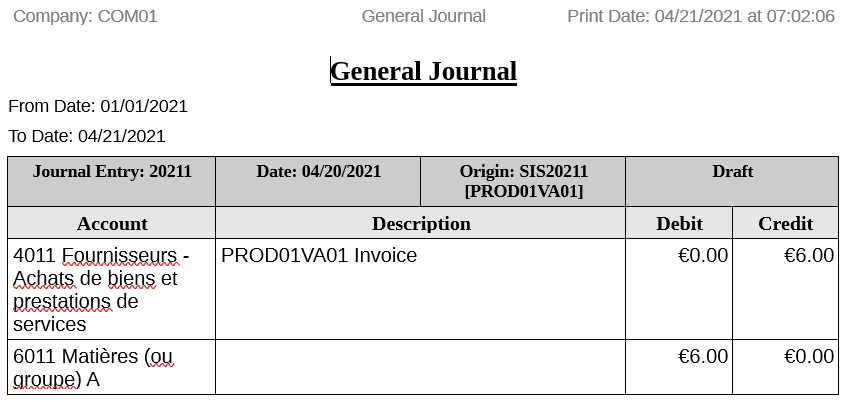 Company: COM01 General Journal Print Date: 04/21/2021 at 07:02:06
General Journal
From Date: 01/01/2021
To Date: 04/21/2021
Journal Entry: 20211 Date: 04/20/2021 Origin: SIS20211 Draft
[PROD01VA01]
Account Description Debit Credit
4011 Fournisseurs - PROD01VA01 Invoice €0.00 €6.00
Achats de biens et
prestations de
services
6011 Matières (ou €6.00 €0.00
groupe) A